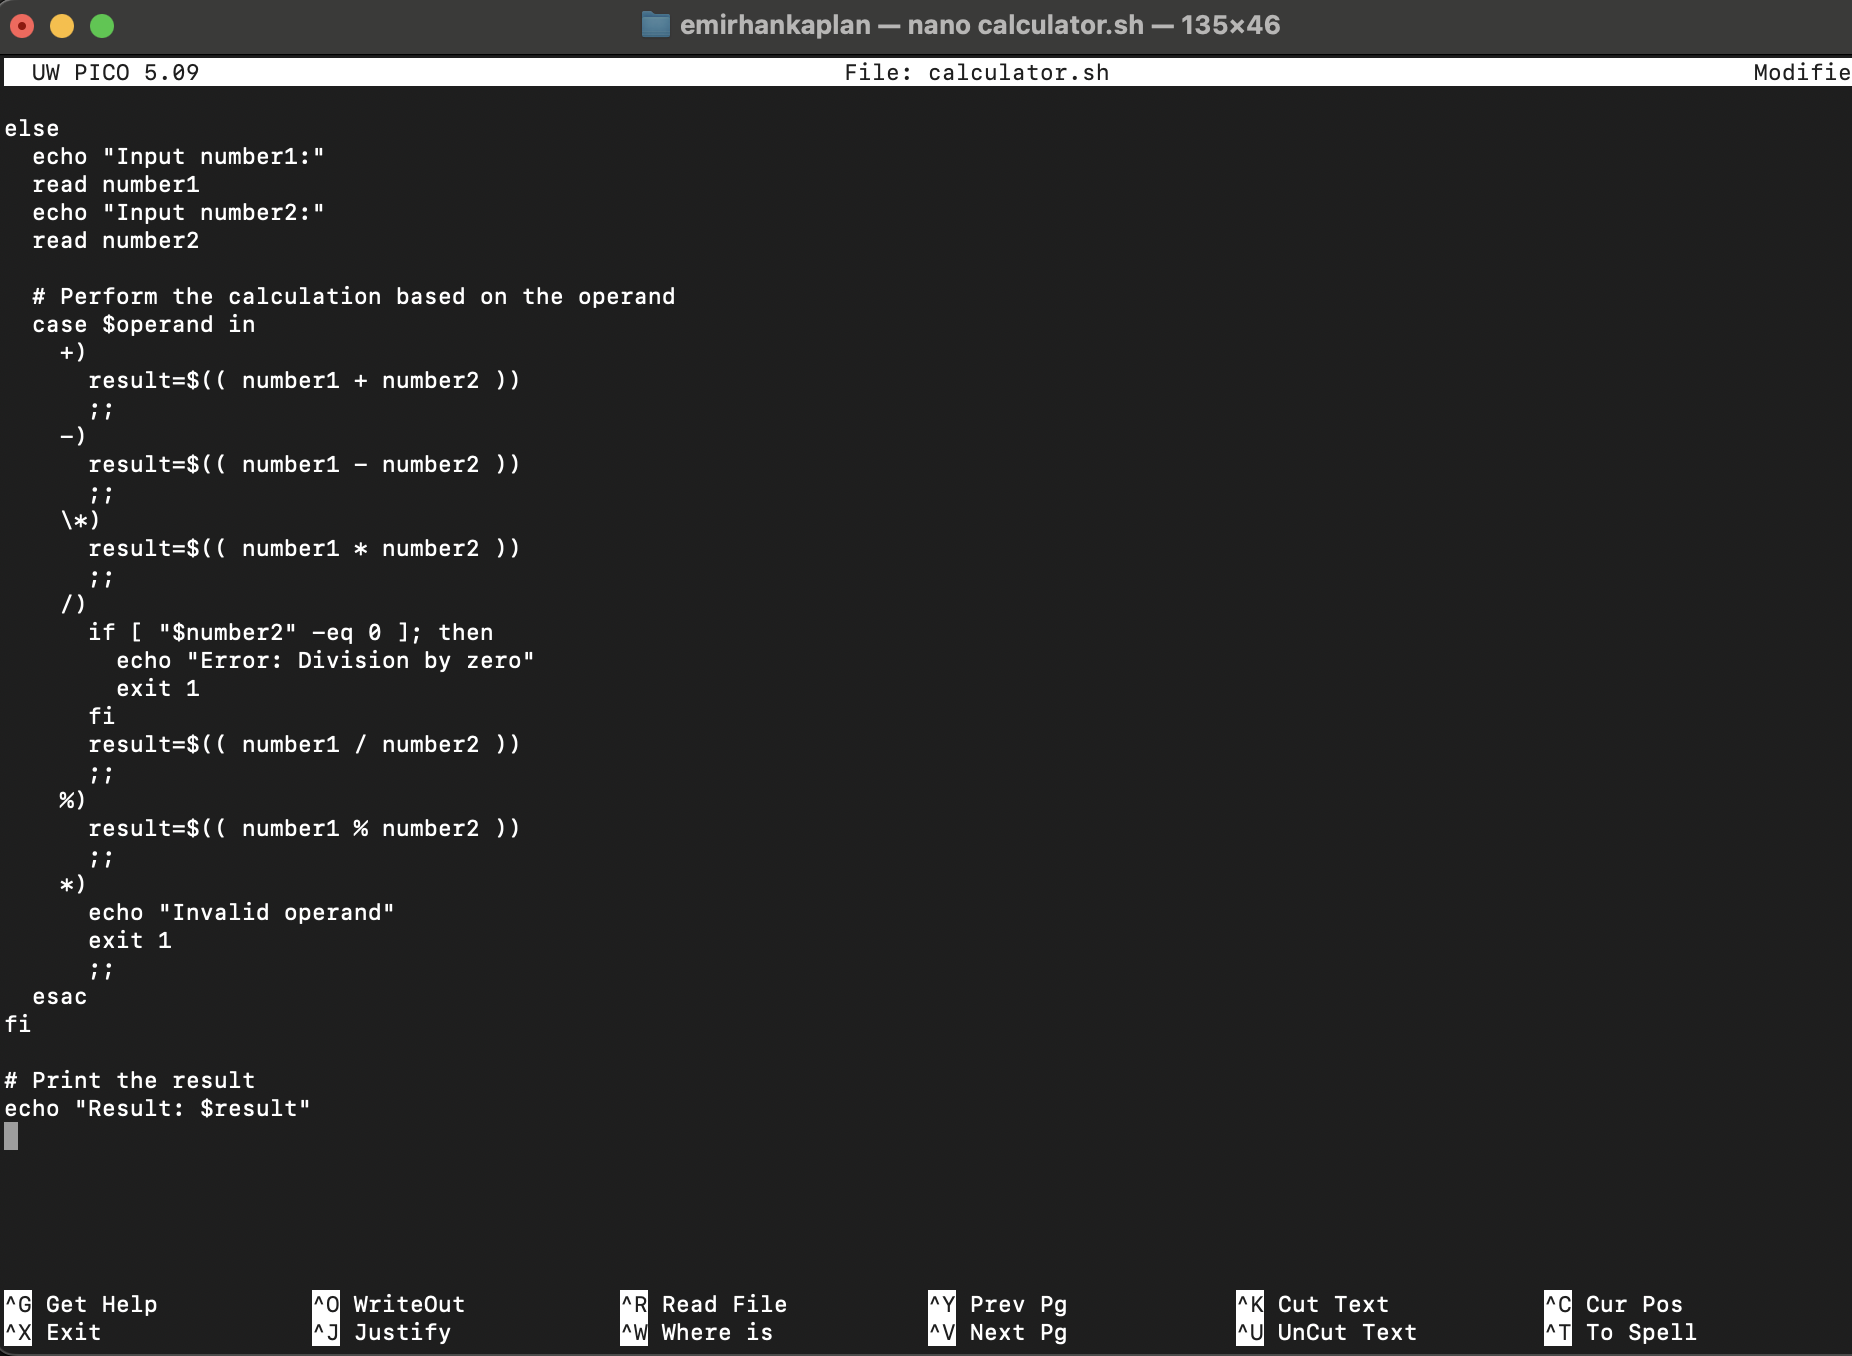 emirhankaplan — nano calculator.sh — 135×46
UW PICO 5.09 File: calculator.sh Modifie
else
  echo "Input number1:"
  read number1
  echo "Input number2:"
  read number2
  # Perform the calculation based on the operand
  case $operand in
    +)
      result=$(( number1 + number2 ))
      ;;
    -)
      result=$(( number1 - number2 ))
      ;;
    \*)
      result=$(( number1 * number2 ))
      ;;
    /)
      if [ "$number2" -eq 0 ]; then
        echo "Error: Division by zero"
        exit 1
      fi
      result=$(( number1 / number2 ))
      ;;
    %)
      result=$(( number1 % number2 ))
      ;;
    *)
      echo "Invalid operand"
      exit 1
      ;;
  esac
fi
# Print the result
echo "Result: $result"
^G Get Help ^O WriteOut ^R Read File ^Y Prev Pg ^K Cut Text ^C Cur Pos
^X Exit ^J Justify ^W Where is ^V Next Pg ^U UnCut Text ^T To Spell